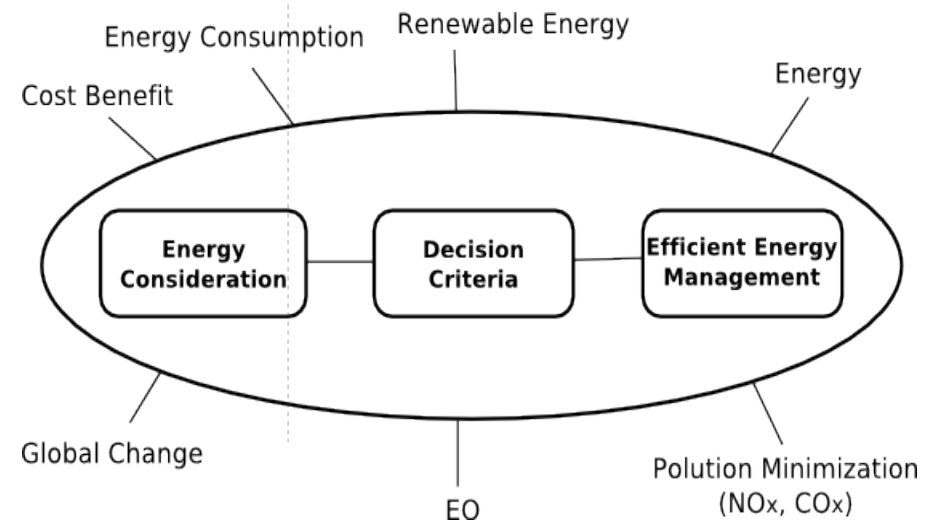 Energy Consumption
Renewable Energy
Energy
Cost Benefit
Energy
Consideration
Decision
Criteria
Efficient Energy
Management
Global Change
EO
Polution Minimization
(NOx, COx)